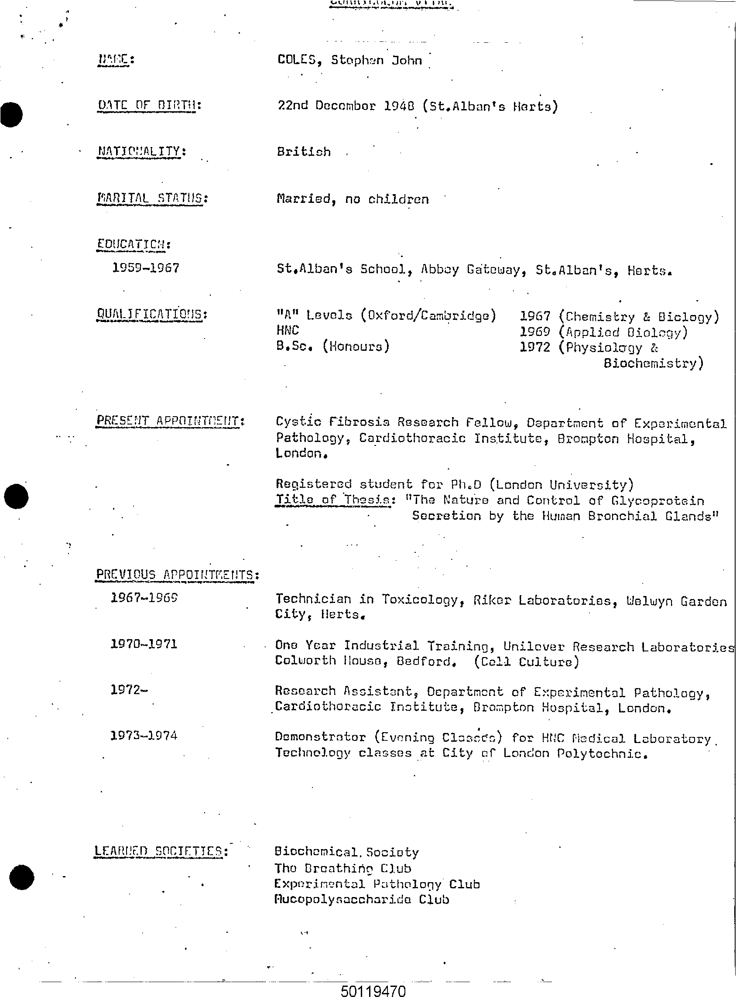 CURRICULUM VITAE
NAME: COLES, Stephen John
DATE OF BIRTH: 22nd December 1948 (St.Alban's Herts)
NATIONALITY: British
MARITAL STATUS: Married, no children
EDUCATION:
1959-1967 St.Alban's School, Abbey Gateway, St.Alban's, Herts.
QUALIFICATIONS: "A" Levels (Oxford/Cambridge) 1967 (Chemistry & Biology)
HNC 1969 (Applied Biology)
B.Sc. (Honours) 1972 (Physiology &
Biochemistry)
PRESENT APPOINTMENT: Cystic Fibrosis Research Fellow, Department of Experimental
Pathology, Cardiothoracic Institute, Brompton Hospital,
London.
Registered student for Ph.D (London University)
Title of Thesis: "The Nature and Control of Glycoprotein
Secretion by the Human Bronchial Glands"
PREVIOUS APPOINTMENTS:
1967-1969 Technician in Toxicology, Riker Laboratories, Welwyn Garden
City, Herts.
1970-1971 One Year Industrial Training, Unilever Research Laboratories
Colworth House, Bedford. (Cell Culture)
1972- Research Assistant, Department of Experimental Pathology,
Cardiothoracic Institute, Brompton Hospital, London.
1973-1974 Demonstrator (Evening Classes) for HNC Medical Laboratory
Technology classes at City of London Polytechnic.
LEARNED SOCIETIES: Biochemical Society
The Breathing Club
Experimental Pathology Club
Mucopolysaccharide Club
50119470